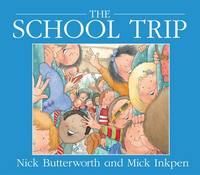 THE
SCHOOL TRIP
Nick Butterworth and Mick Inkpen